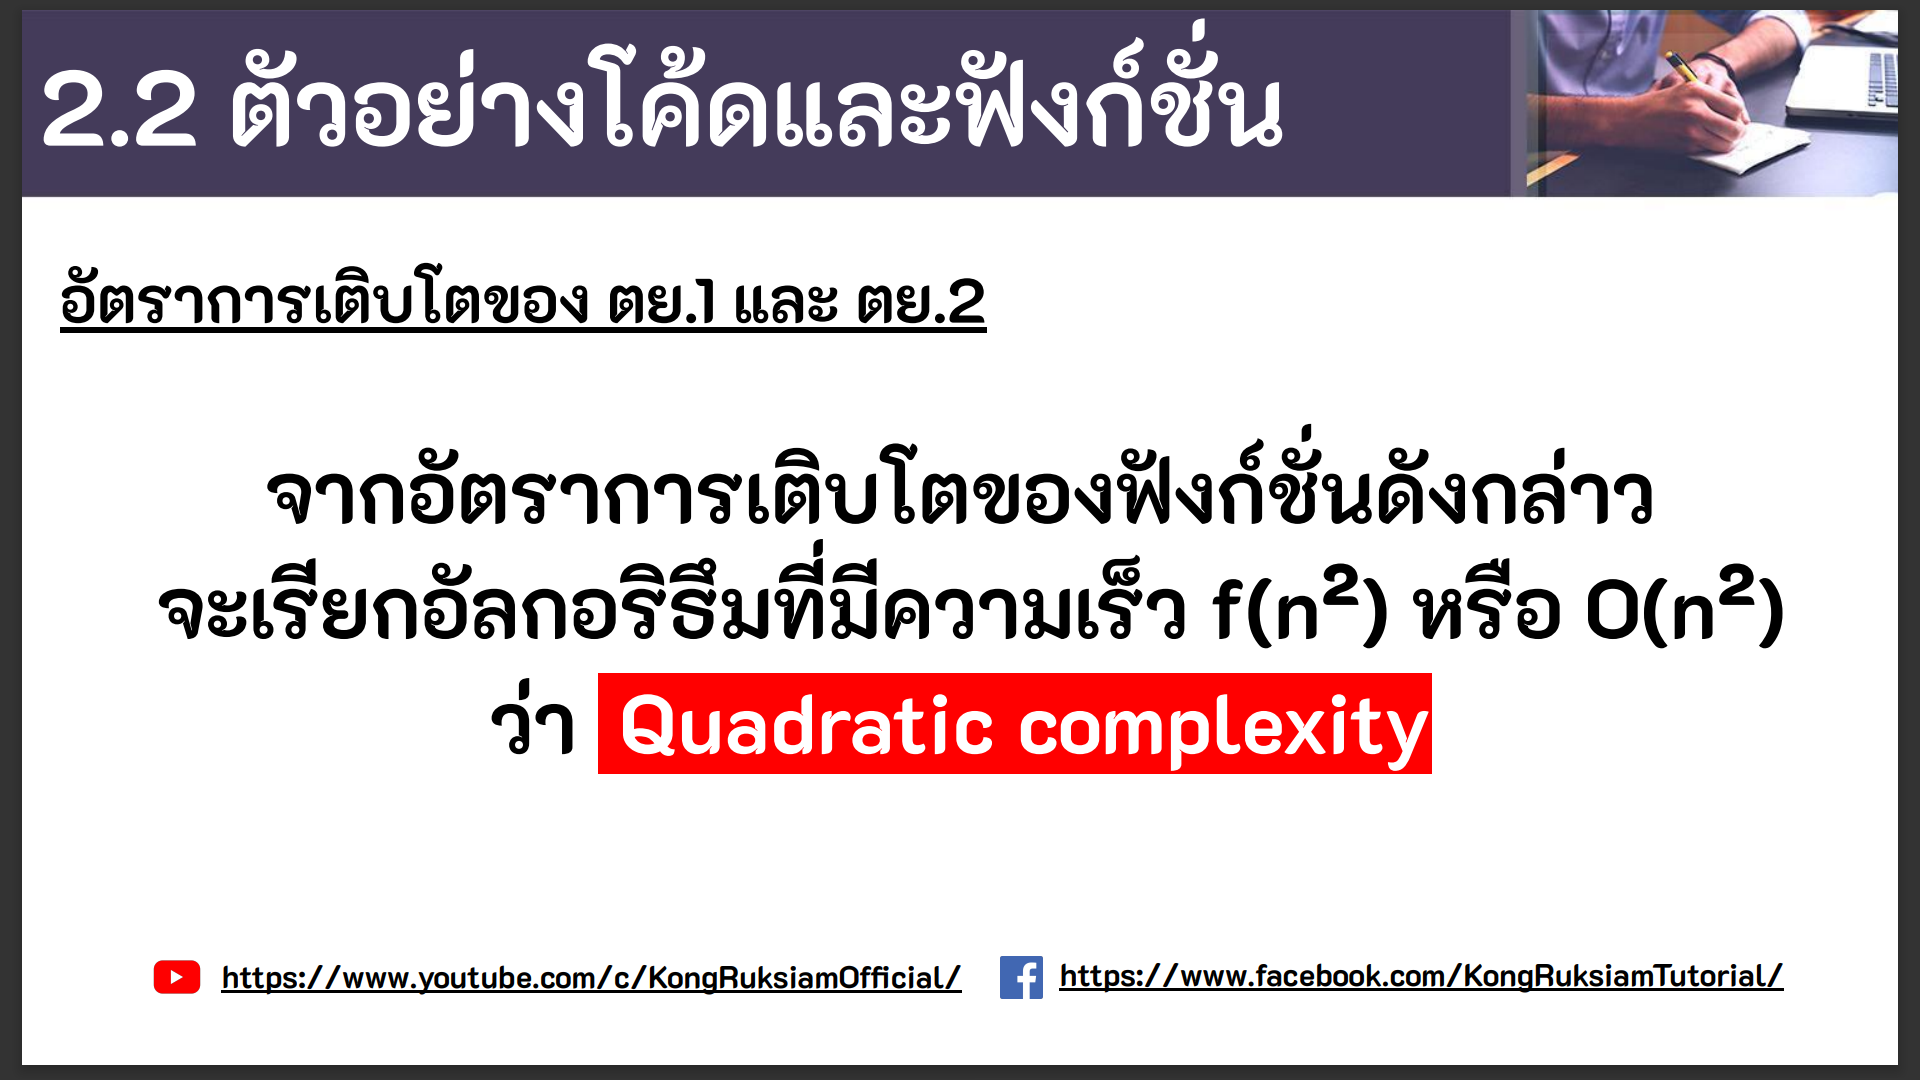 2.2 ตัวอย่างโค้ดและฟังก์ชั่น
อัตราการเติบโตของ ตย.1 และ ตย.2
จากอัตราการเติบโตของฟังก์ชั่นดังกล่าว
จะเรียกอัลกอริธึมที่มีความเร็ว f(n²) หรือ O(n²)
ว่า Quadratic complexity
https://www.youtube.com/c/KongRuksiamOfficial/
https://www.facebook.com/KongRuksiamTutorial/